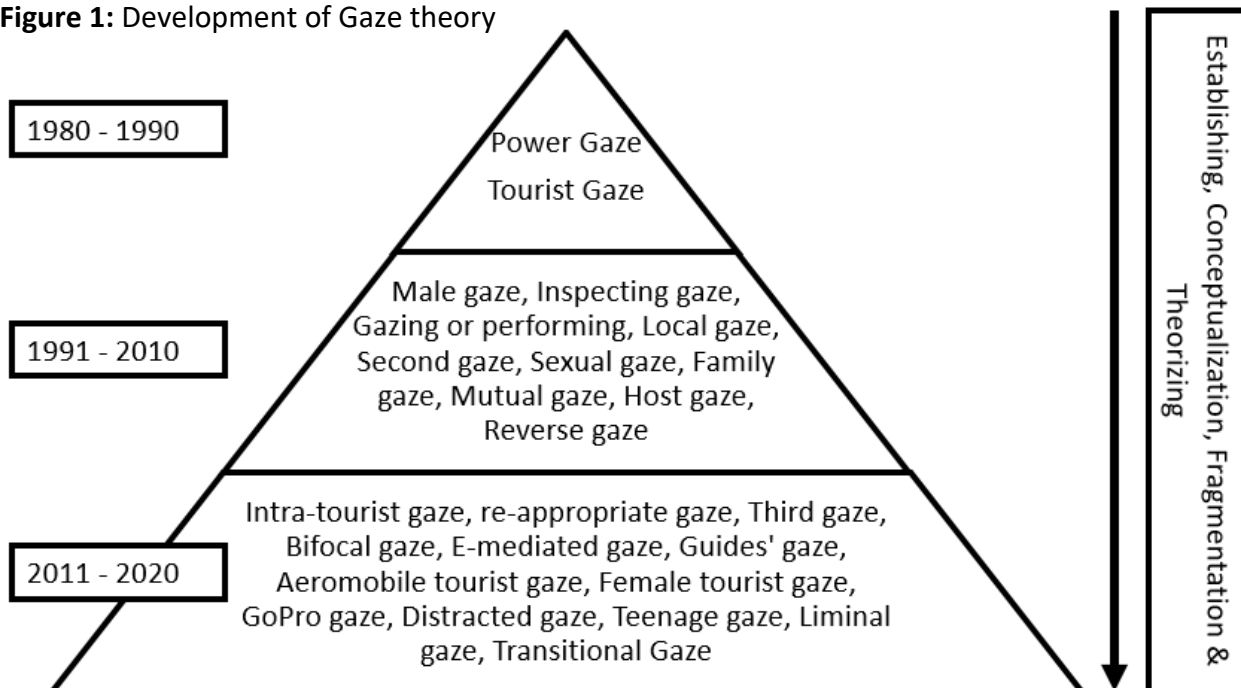 Figure 1: Development of Gaze theory
1980 - 1990
Power Gaze
Tourist Gaze
1991 - 2010
Male gaze, Inspecting gaze,
Gazing or performing, Local gaze,
Second gaze, Sexual gaze, Family
gaze, Mutual gaze, Host gaze,
Reverse gaze
2011 - 2020
Intra-tourist gaze, re-appropriate gaze, Third gaze,
Bifocal gaze, E-mediated gaze, Guides' gaze,
Aeromobile tourist gaze, Female tourist gaze,
GoPro gaze, Distracted gaze, Teenage gaze, Liminal
gaze, Transitional Gaze
Establishing, Conceptualization, Fragmentation &
Theorizing